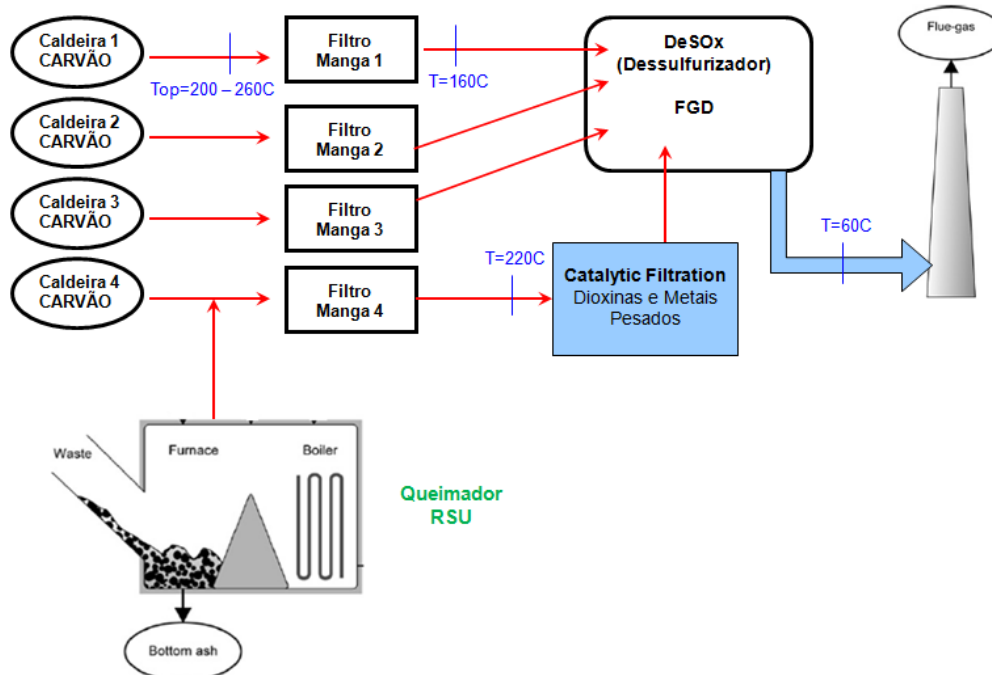 Caldeira 1
CARVÃO
Top=200 – 260C
Filtro
Manga 1
T=160C
DeSOx
(Dessulfurizador)
FGD
Flue-gas
Caldeira 2
CARVÃO
Filtro
Manga 2
Caldeira 3
CARVÃO
Filtro
Manga 3
T=60C
Caldeira 4
CARVÃO
Filtro
Manga 4
T=220C
Catalytic Filtration
Dioxinas e Metais
Pesados
Waste
Furnace
Boiler
Queimador
RSU
Bottom ash